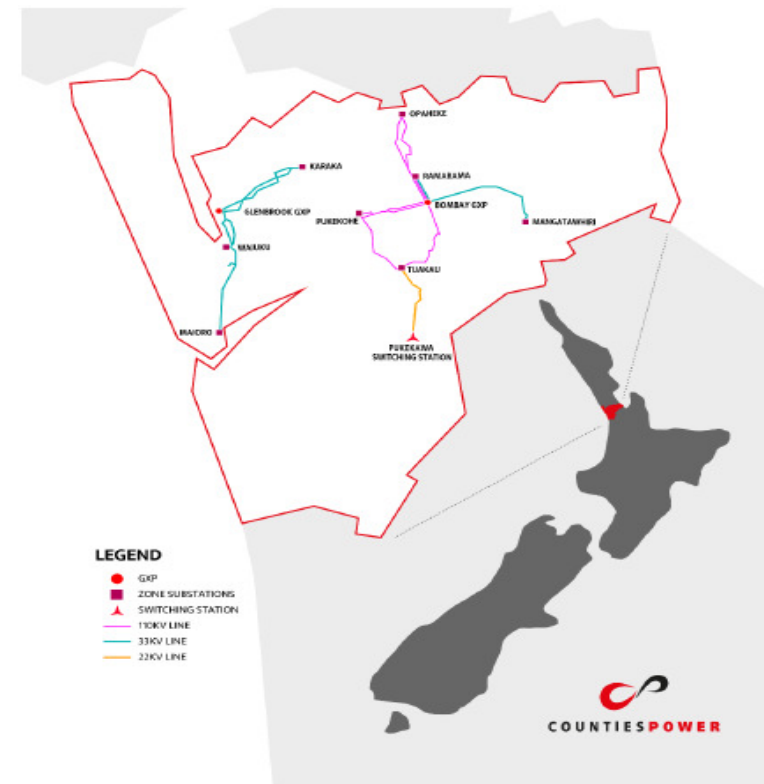 OPAHEKE
KARAKA
RAMARAMA
GLENBROOK GXP
PUKEKOHE
BOMBAY GXP
MANGATAWHIRI
WAIUKU
TUAKAU
MAIORO
PUKEKAWA
SWITCHING STATION
LEGEND
GXP
ZONE SUBSTATIONS
SWITCHING STATION
110KV LINE
33KV LINE
22KV LINE
COUNTIESPOWER